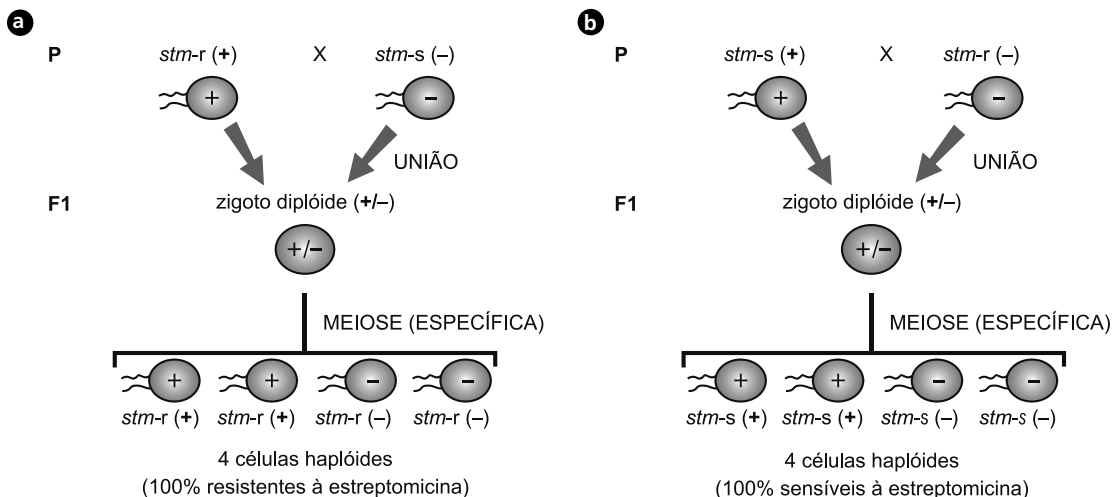 a
P
stm-r (+) X stm-s (–)
+ –
UNIÃO
F1
zigoto diplóide (+/–)
+/–
MEIOSE (ESPECÍFICA)
+ + – –
stm-r (+) stm-r (+) stm-r (–) stm-r (–)
4 células haplóides
(100% resistentes à estreptomicina)
b
P
stm-s (+) X stm-r (–)
+ –
UNIÃO
F1
zigoto diplóide (+/–)
+/–
MEIOSE (ESPECÍFICA)
+ + – –
stm-s (+) stm-s (+) stm-s (–) stm-s (–)
4 células haplóides
(100% sensíveis à estreptomicina)